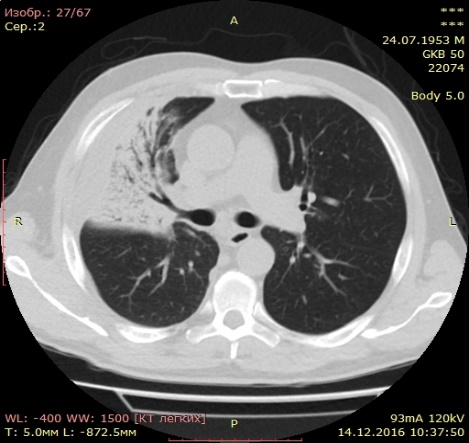 Изобр.: 27/67
Сер.:2
A
***
***
24.07.1953 M
GKB 50
22074
Body 5.0
R
L
WL: -400 WW: 1500 [КТ легких]
T: 5.0мм L: -872.5мм
P
93mA 120kV
14.12.2016 10:37:50